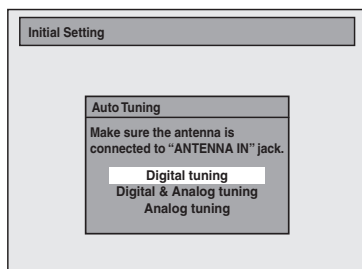 Initial Setting
Auto Tuning
Make sure the antenna is
connected to “ANTENNA IN” jack.
Digital tuning
Digital & Analog tuning
Analog tuning